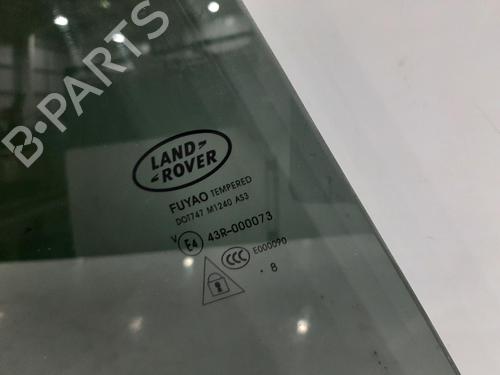 B-PARTS
LAND
ROVER
FUYAO TEMPERED
DOT747 M1240 AS3
V E4 43R-000073
CCC E000090
. 8